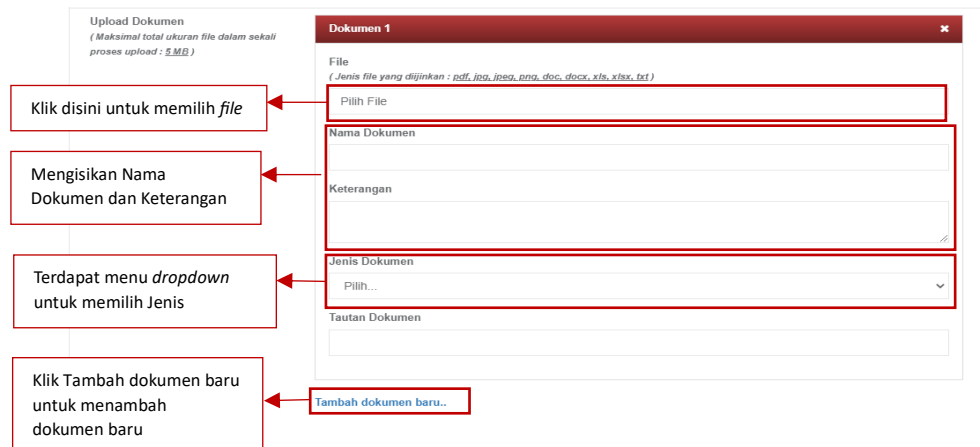 Upload Dokumen
( Maksimal total ukuran file dalam sekali
proses upload : 5 MB )
Dokumen 1
File
( Jenis file yang diijinkan : pdf, jpg, jpeg, png, doc, docx, xls, xlsx, txt )
Klik disini untuk memilih file
Pilih File
Nama Dokumen
Mengisikan Nama
Dokumen dan Keterangan
Keterangan
Terdapat menu dropdown
untuk memilih Jenis
Jenis Dokumen
Pilih...
Tautan Dokumen
Klik Tambah dokumen baru
untuk menambah
dokumen baru
Tambah dokumen baru..